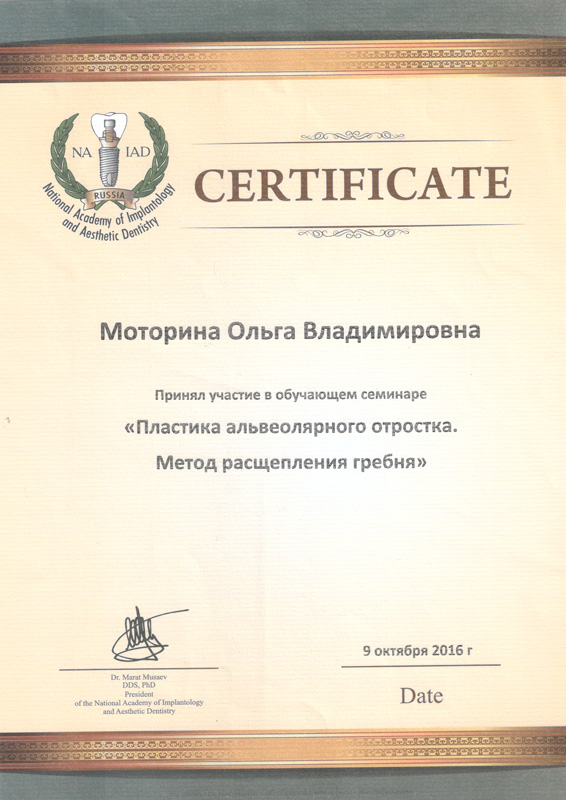 NA IAD
RUSSIA
National Academy of Implantology
and Aesthetic Dentistry
CERTIFICATE
Моторина Ольга Владимировна
Принял участие в обучающем семинаре
«Пластика альвеолярного отростка.
Метод расщепления гребня»
9 октября 2016 г
Date
Dr. Marat Musaev
DDS, PhD
President
of the National Academy of Implantology
and Aesthetic Dentistry